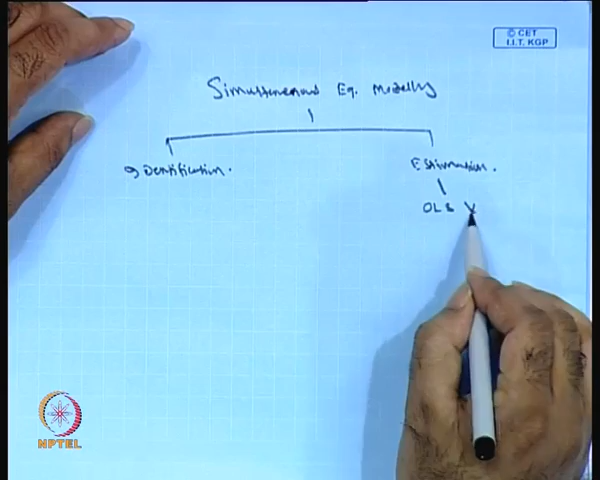 © CET
I.I.T. KGP
Simultaneous Eq. Modelling
Identification.
Estimation.
OLS
NPTEL